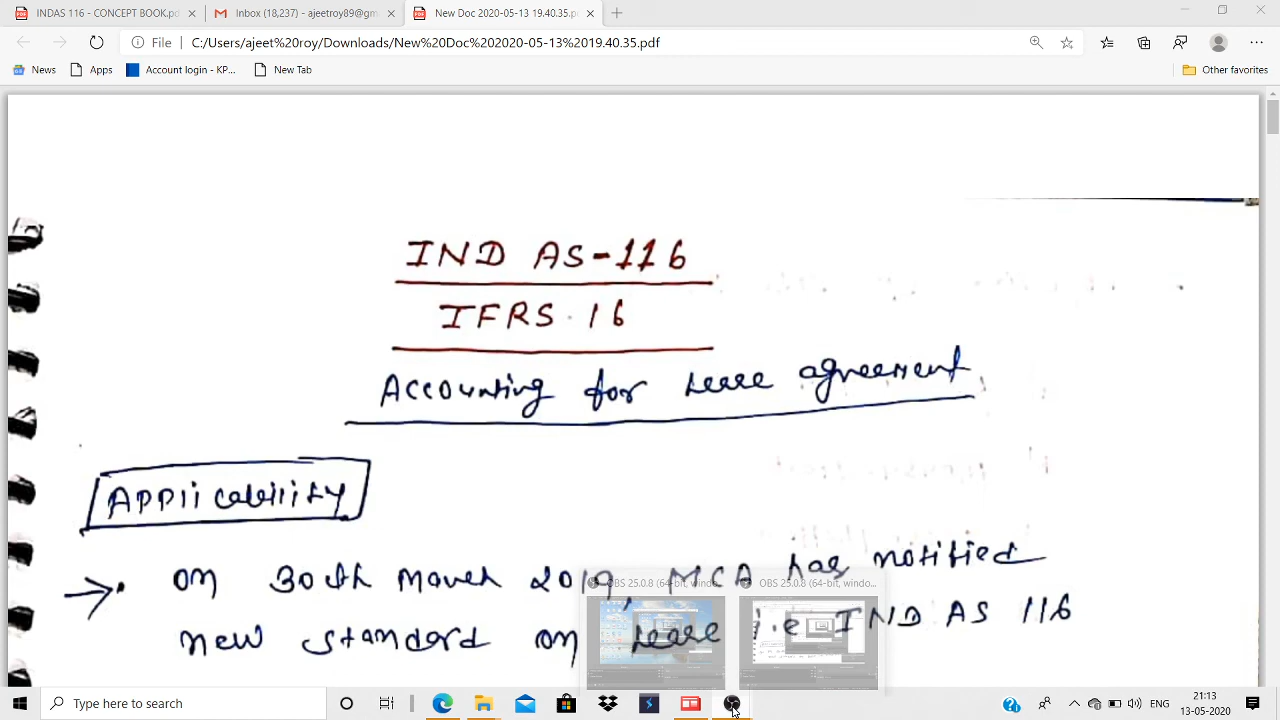 INDAS 116 - CONCEPT BOOK.pd
Inbox (18,237) - ajeetroy89@gm
New Doc 2020-05-13 19.40.35.p
File
C:/Users/ajeet%20roy/Downloads/New%20Doc%202020-05-13%2019.40.35.pdf
News
Apps
Account login - KP...
New Tab
Other favorites
IND AS-116
IFRS 16
Accounting for Lease agreement
Applicability
→ • on 30th March 2019, MCA has notified
new standard on Lease i.e IND AS 116
OBS 25.0.8 (64-bit, windo...
OBS 25.0.8 (64-bit, windo...
Type here to search
ENG
21:13
13-05-2020